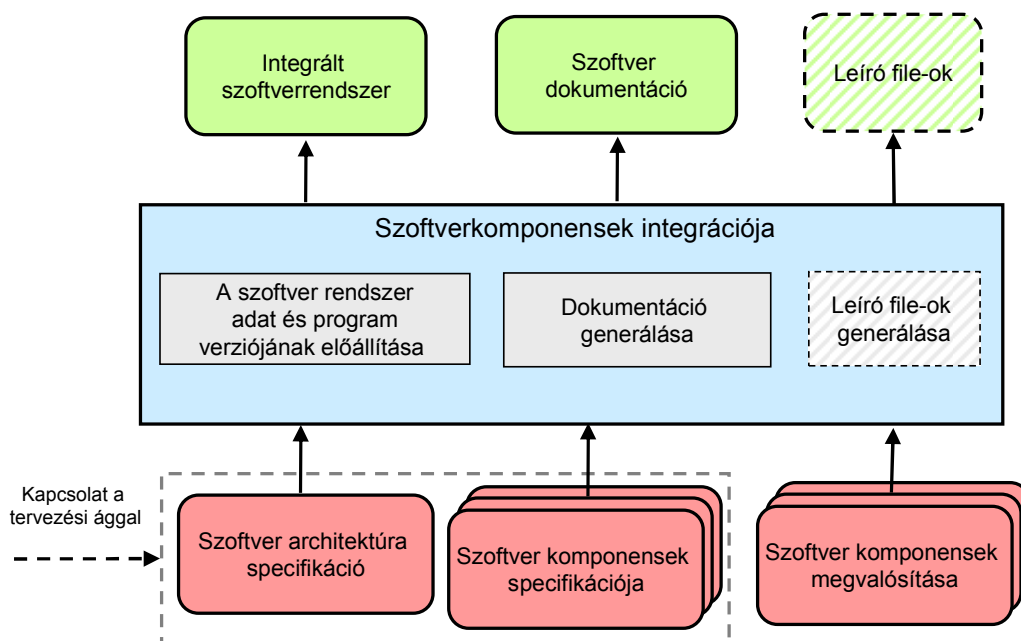 Integrált
szoftverrendszer
Szoftver
dokumentáció
Leíró file-ok
Szoftverkomponensek integrációja
A szoftver rendszer
adat és program
verziójának előállítása
Dokumentáció
generálása
Leíró file-ok
generálása
Kapcsolat a
tervezési ággal
Szoftver architektúra
specifikáció
Szoftver komponensek
specifikációja
Szoftver komponensek
megvalósítása